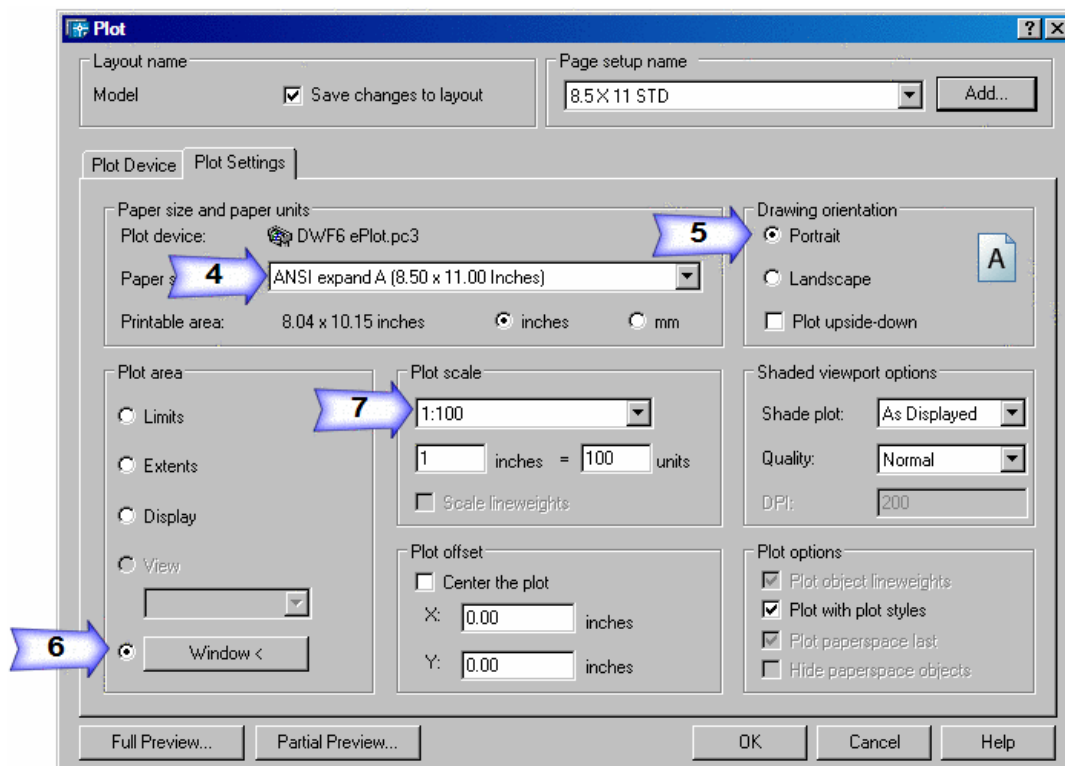 Plot
Layout name
Model
Save changes to layout
Page setup name
8.5 X 11 STD
Add...
Plot Device
Plot Settings
Paper size and paper units
Plot device:
DWF6 ePlot.pc3
4
Paper s
ANSI expand A (8.50 x 11.00 Inches)
Printable area:
8.04 x 10.15 inches
inches
mm
5
Drawing orientation
Portrait
A
Landscape
Plot upside-down
Plot area
Limits
Extents
Display
View
6
Window <
Plot scale
7
1:100
1 inches = 100 units
Scale lineweights
Shaded viewport options
Shade plot: As Displayed
Quality: Normal
DPI: 200
Plot offset
Center the plot
X: 0.00 inches
Y: 0.00 inches
Plot options
Plot object lineweights
Plot with plot styles
Plot paperspace last
Hide paperspace objects
Full Preview...
Partial Preview...
OK
Cancel
Help